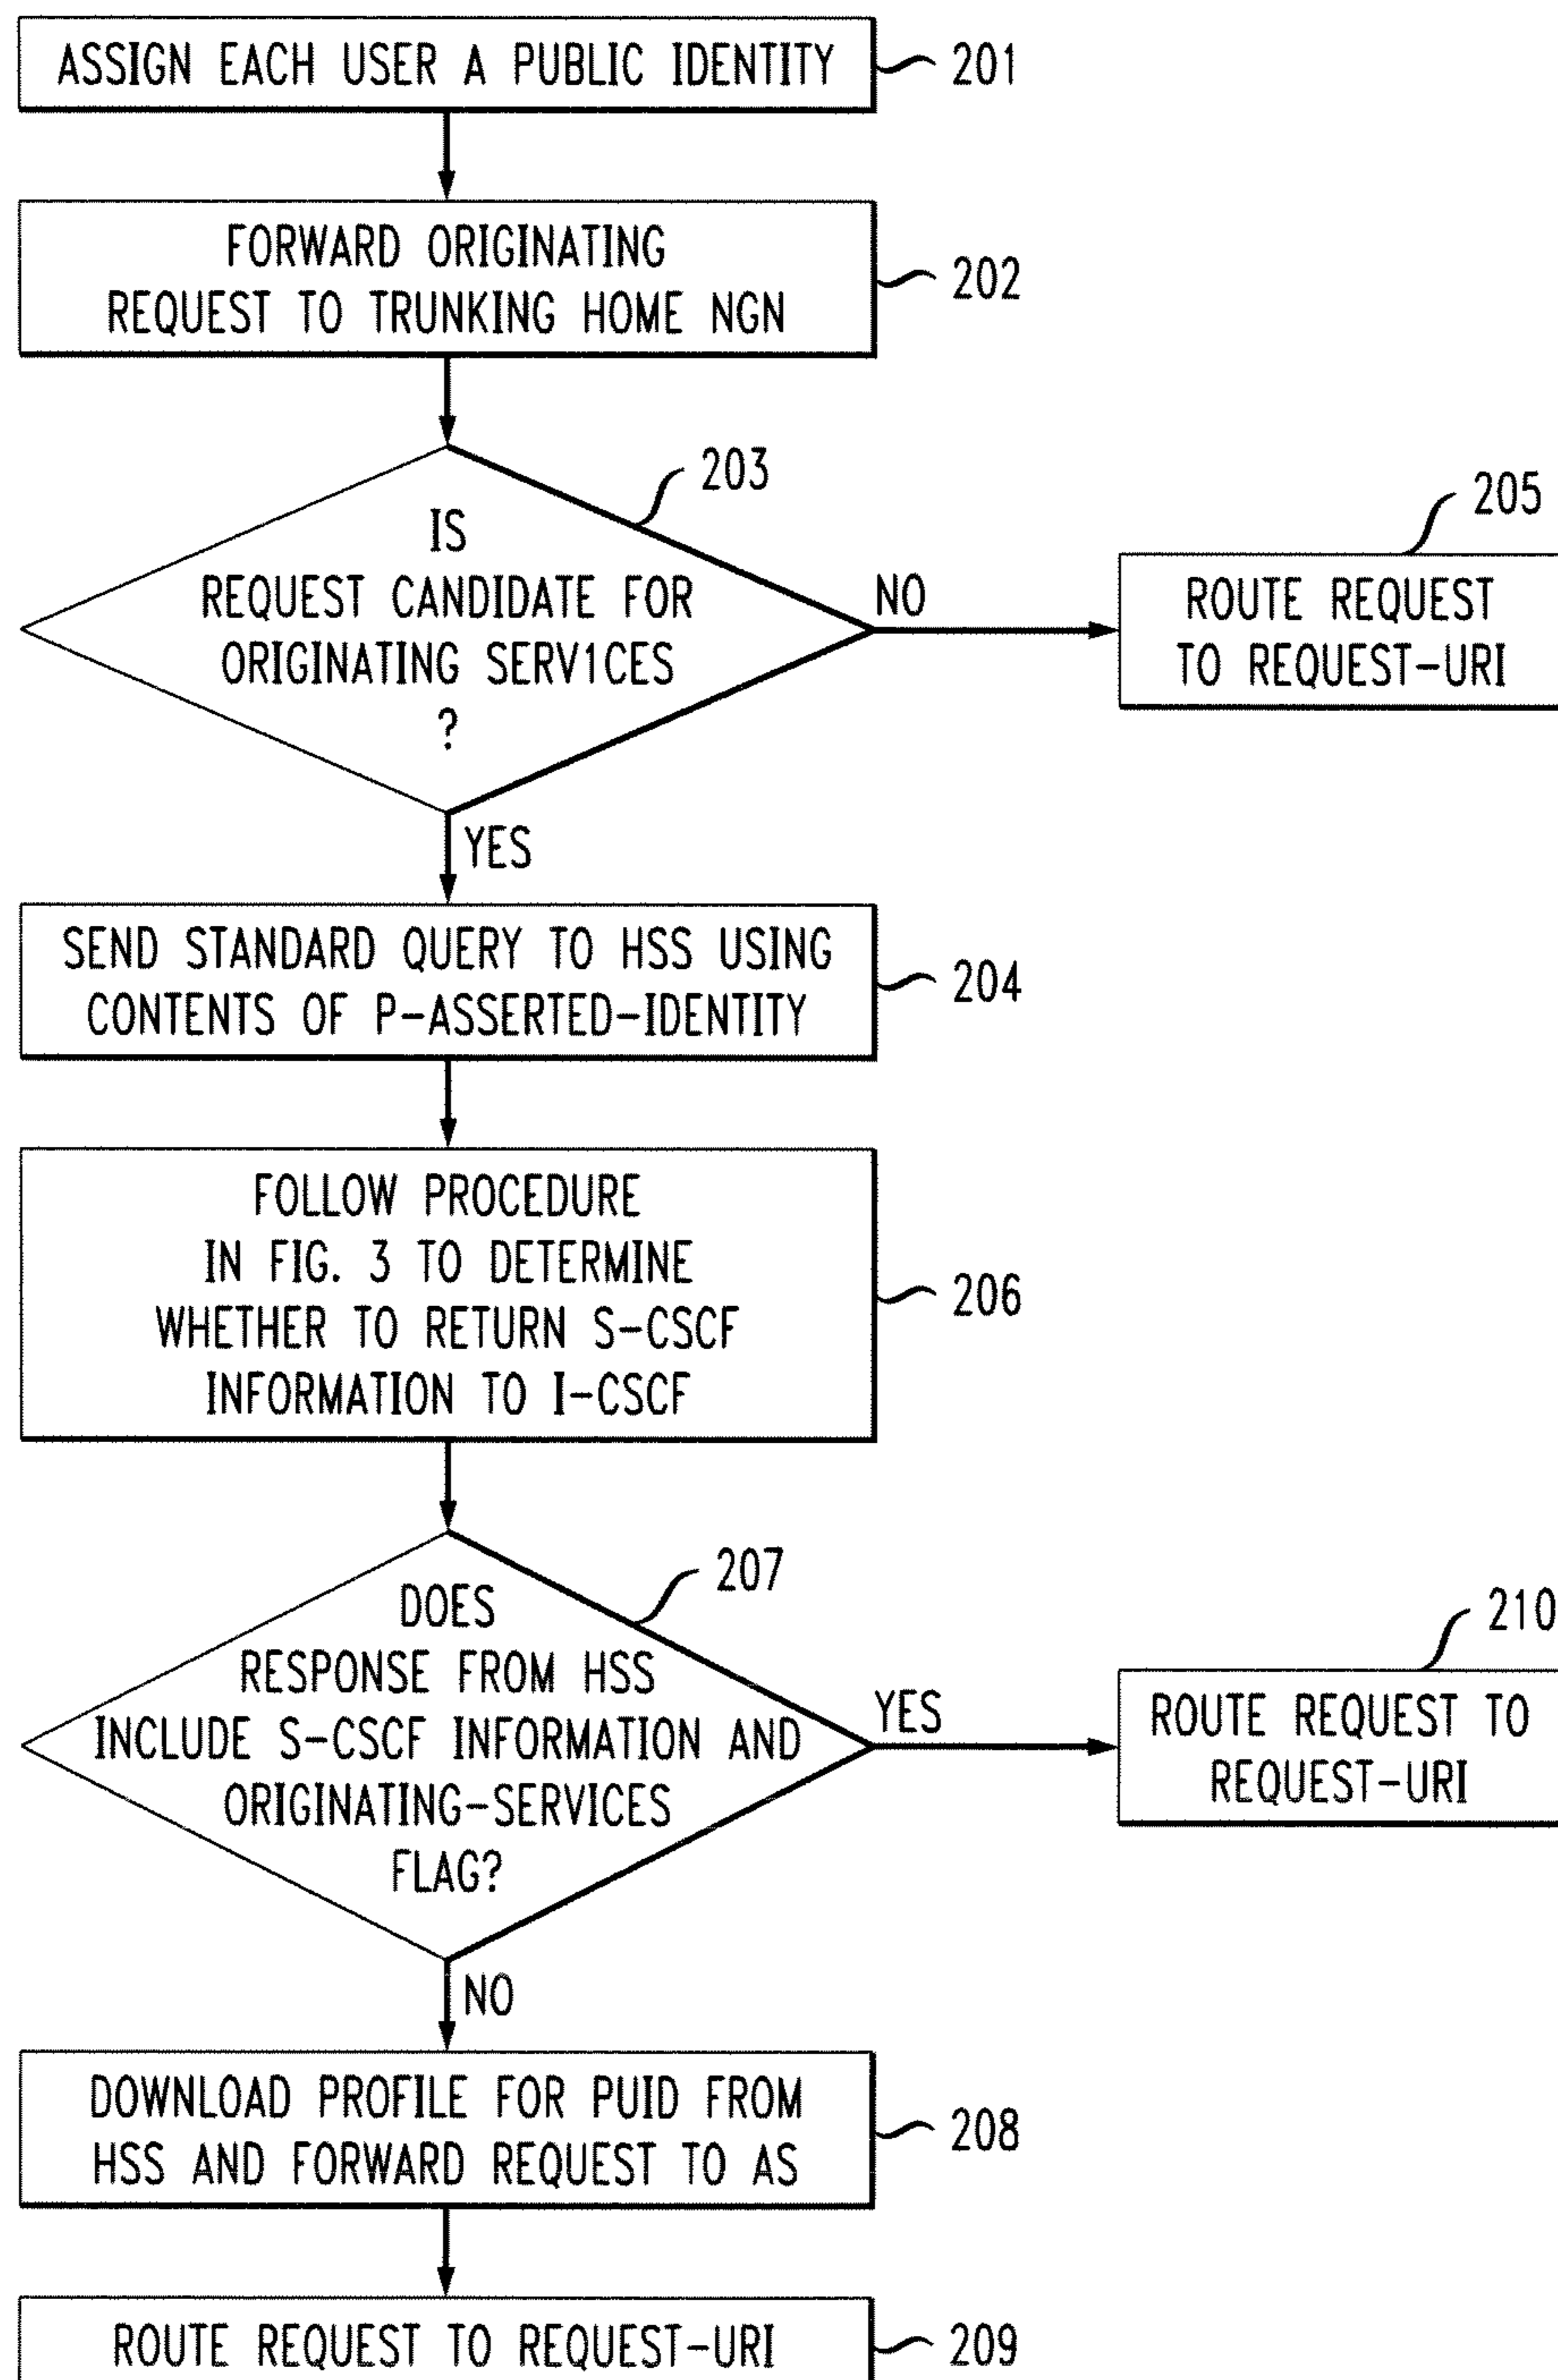 ASSIGN EACH USER A PUBLIC IDENTITY
201
FORWARD ORIGINATING
REQUEST TO TRUNKING HOME NGN
202
203
IS
REQUEST CANDIDATE FOR
ORIGINATING SERV1CES
?
NO
205
ROUTE REQUEST
TO REQUEST-URI
YES
SEND STANDARD QUERY TO HSS USING
CONTENTS OF P-ASSERTED-IDENTITY
204
FOLLOW PROCEDURE
IN FIG. 3 TO DETERMINE
WHETHER TO RETURN S-CSCF
INFORMATION TO I-CSCF
206
207
DOES
RESPONSE FROM HSS
INCLUDE S-CSCF INFORMATION AND
ORIGINATING-SERVICES
FLAG?
YES
210
ROUTE REQUEST TO
REQUEST-URI
NO
DOWNLOAD PROFILE FOR PUID FROM
HSS AND FORWARD REQUEST TO AS
208
ROUTE REQUEST TO REQUEST-URI
209